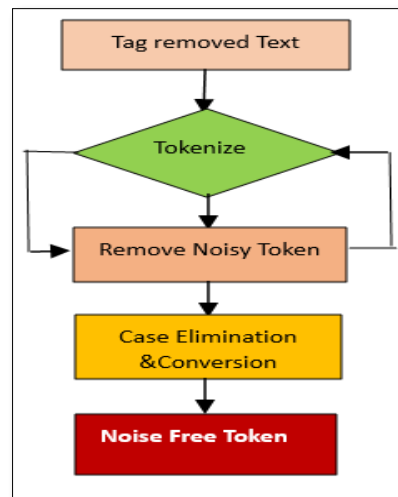 Tag removed Text
Tokenize
Remove Noisy Token
Case Elimination
&Conversion
Noise Free Token